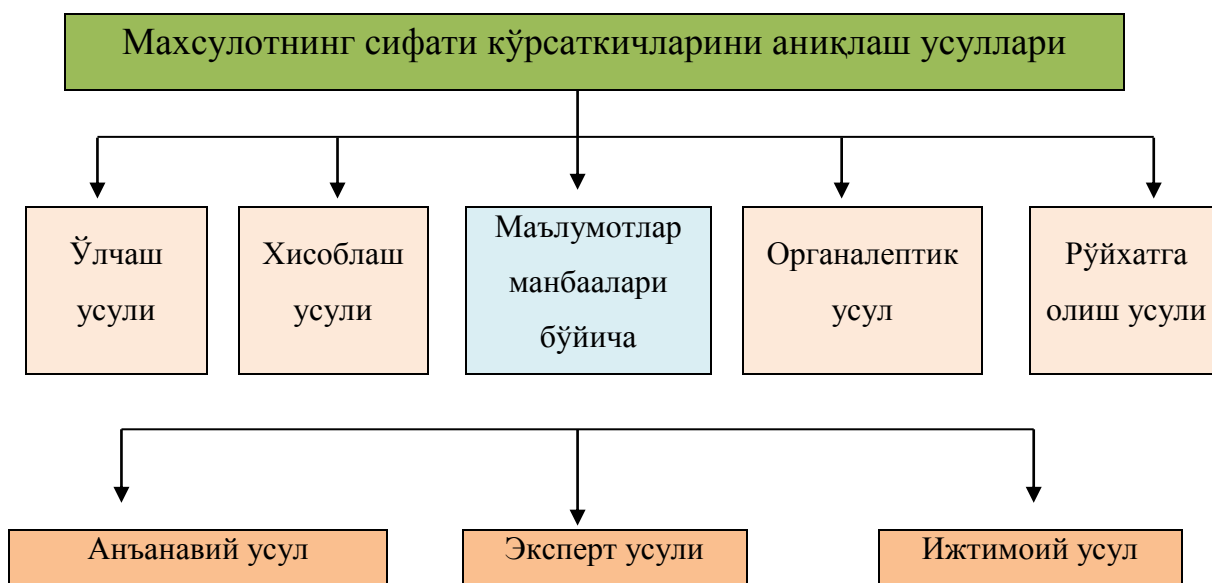 Махсулотнинг сифати кўрсаткичларини аниқлаш усуллари
Ўлчаш
усули
Хисоблаш
усули
Маълумотлар
манбаалари
бўйича
Органалептик
усул
Рўйхатга
олиш усули
Анъанавий усул
Эксперт усули
Ижтимоий усул